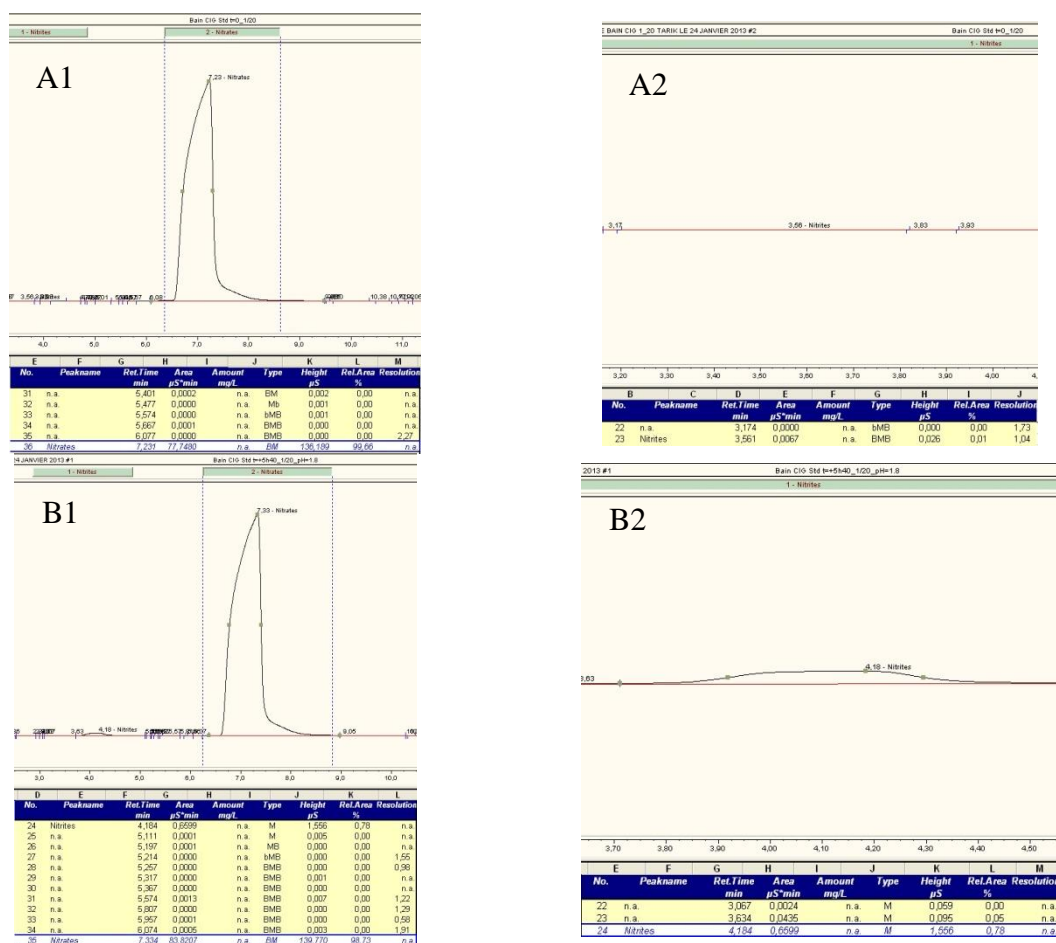 Bain CIG Std t=0_1/20
1 - Nitrites 2 - Nitrates
A1
7,23 - Nitrates
6,09
10,38
4,0 5,0 6,0 7,0 8,0 9,0 10,0 11,0
E F G H I J K L M
No. Peakname Ret.Time Area Amount Type Height Rel.Area Resolution
min µS*min mg/L µS %
31 n.a. 5,401 0,0002 n.a. BM 0,002 0,00 n.a.
32 n.a. 5,477 0,0000 n.a. Mb 0,001 0,00 n.a.
33 n.a. 5,574 0,0000 n.a. bMB 0,001 0,00 n.a.
34 n.a. 5,667 0,0001 n.a. BMB 0,001 0,00 n.a.
35 n.a. 6,077 0,0000 n.a. BMB 0,000 0,00 2,27
36 Nitrates 7,231 77,7480 n.a. BM 136,189 99,66 n.a.
E BAIN CIG 1_20 TARIK LE 24 JANVIER 2013 #2 Bain CIG Std t=0_1/20
1 - Nitrites
A2
3,17 3,56 - Nitrites 3,83 3,93
3,20 3,30 3,40 3,50 3,60 3,70 3,80 3,90 4,00
B C D E F G H I J
No. Peakname Ret.Time Area Amount Type Height Rel.Area Resolution
min µS*min mg/L µS %
22 n.a. 3,174 0,0000 n.a. bMB 0,000 0,00 1,73
23 Nitrites 3,561 0,0067 n.a. BMB 0,026 0,01 1,04
24 JANVIER 2013 #1 Bain CIG Std t=+5h40_1/20_pH=1.8
1 - Nitrites 2 - Nitrates
B1
7,33 - Nitrates
3,63 4,18 - Nitrites 9,05
3,0 4,0 5,0 6,0 7,0 8,0 9,0 10,0
D E F G H I J K L
No. Peakname Ret.Time Area Amount Type Height Rel.Area Resolution
min µS*min mg/L µS %
24 Nitrites 4,184 0,6599 n.a. M 1,556 0,78 n.a.
25 n.a. 5,111 0,0001 n.a. M 0,005 0,00 n.a.
26 n.a. 5,197 0,0001 n.a. MB 0,000 0,00 n.a.
27 n.a. 5,214 0,0000 n.a. bMB 0,000 0,00 1,55
28 n.a. 5,257 0,0000 n.a. BMB 0,000 0,00 0,98
29 n.a. 5,317 0,0000 n.a. BMB 0,001 0,00 n.a.
30 n.a. 5,367 0,0000 n.a. BMB 0,000 0,00 n.a.
31 n.a. 5,574 0,0013 n.a. BMB 0,007 0,00 1,22
32 n.a. 5,807 0,0000 n.a. BMB 0,000 0,00 1,29
33 n.a. 5,957 0,0001 n.a. BMB 0,000 0,00 0,58
34 n.a. 6,074 0,0005 n.a. BMB 0,003 0,00 1,91
35 Nitrates 7,334 83,8207 n.a. BM 139,770 98,73 n.a.
2013 #1 Bain CIG Std t=+5h40_1/20_pH=1.8
1 - Nitrites
B2
3,63 4,18 - Nitrites
3,70 3,80 3,90 4,00 4,10 4,20 4,30 4,40 4,50
E F G H I J K L M
No. Peakname Ret.Time Area Amount Type Height Rel.Area Resolution
min µS*min mg/L µS %
22 n.a. 3,067 0,0024 n.a. M 0,059 0,00 n.a.
23 n.a. 3,634 0,0435 n.a. M 0,095 0,05 n.a.
24 Nitrites 4,184 0,6599 n.a. M 1,556 0,78 n.a.